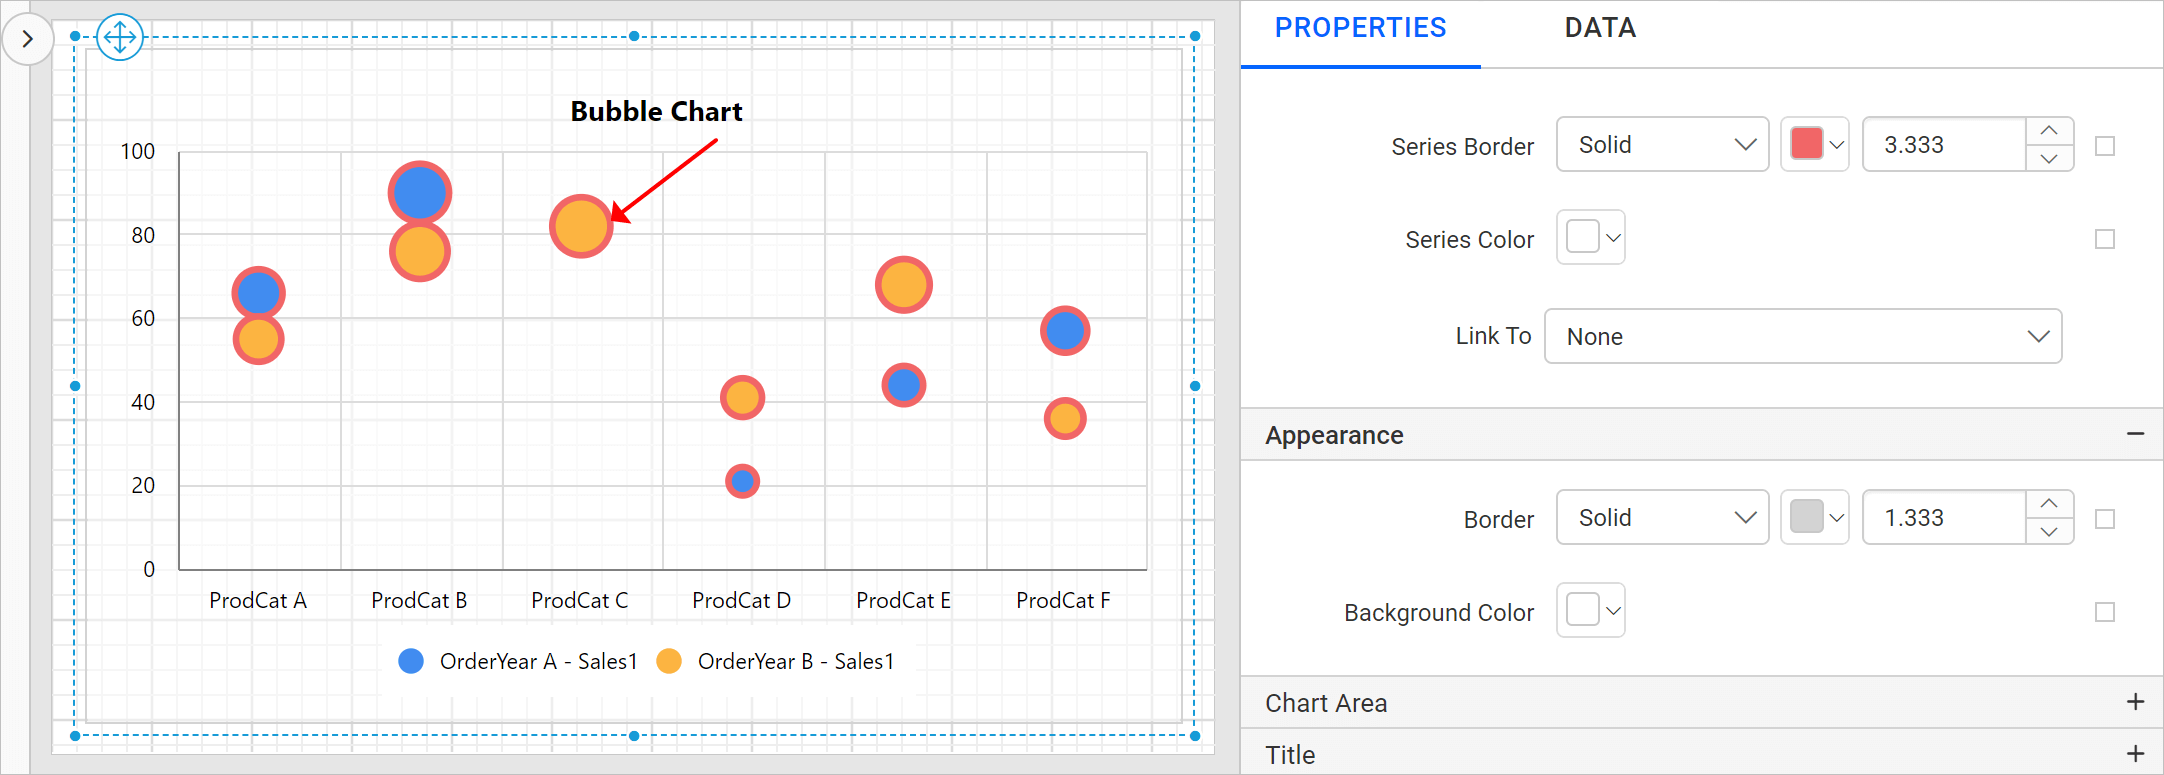 Bubble Chart
100
80
60
40
20
0
ProdCat A ProdCat B ProdCat C ProdCat D ProdCat E ProdCat F
OrderYear A - Sales1 OrderYear B - Sales1
PROPERTIES DATA
Series Border Solid 3.333
Series Color
Link To None
Appearance
Border Solid 1.333
Background Color
Chart Area
Title